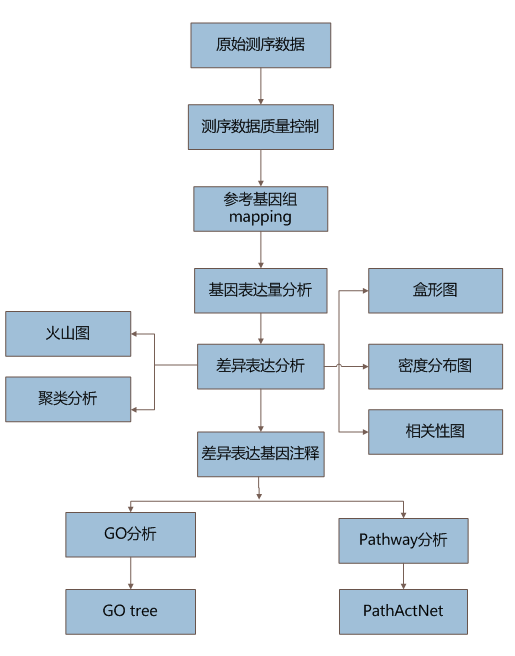 原始测序数据
测序数据质量控制
参考基因组
mapping
基因表达量分析
盒形图
火山图
差异表达分析
密度分布图
聚类分析
相关性图
差异表达基因注释
GO分析
Pathway分析
GO tree
PathActNet